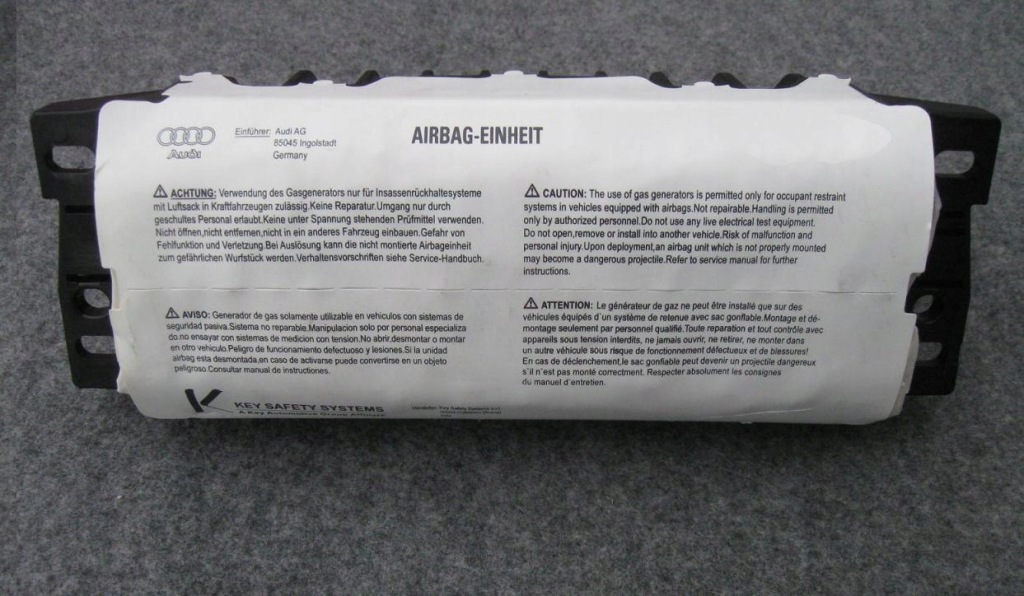 Audi
Einführer: Audi AG
85045 Ingolstadt
Germany
AIRBAG-EINHEIT
ACHTUNG: Verwendung des Gasgenerators nur für Insassenrückhaltesysteme
mit Luftsack in Kraftfahrzeugen zulässig.Keine Reparatur.Umgang nur durch
geschultes Personal erlaubt.Keine unter Spannung stehenden Prüfmittel verwenden.
Nicht öffnen,nicht entfernen,nicht in ein anderes Fahrzeug einbauen.Gefahr von
Fehlfunktion und Verletzung.Bei Auslösung kann die nicht montierte Airbageinheit
zum gefährlichen Wurfstück werden.Verhaltensvorschriften siehe Service-Handbuch.
CAUTION: The use of gas generators is permitted only for occupant restraint
systems in vehicles equipped with airbags.Not repairable.Handling is permitted
only by authorized personnel.Do not use any live electrical test equipment.
Do not open,remove or install into another vehicle.Risk of malfunction and
personal injury.Upon deployment,an airbag unit which is not properly mounted
may become a dangerous projectile.Refer to service manual for further
instructions.
AVISO: Generador de gas solamente utilizable en vehiculos con sistemas de
seguridad pasiva.Sistema no reparable.Manipulacion solo por personal especializa
do.no ensayar con sistemas de medicion con tension.No abrir.desmontar o montar
en otro vehiculo.Peligro de funcionamiento defectuoso y lesiones.Si la unidad
airbag esta desmontada,en caso de activarse puede convertirse en un objeto
peligroso.Consultar manual de instrucciones.
ATTENTION: Le générateur de gaz ne peut être installé que sur des
véhicules équipés d´un système de retenue avec sac gonflable.Montage et dé-
montage seulement par personnel qualifié.Toute reparation et tout contrôle avec
appareils sous tension interdits, ne jamais ouvrir, ne retirer, ne monter dans
un autre véhicule sous risque de fonctionnement défectueux et de blessures!
En cas de déclenchement,le sac gonflable peut devenir un projectile dangereux
s´il n´est pas monté correctment. Respecter absolument les consignes
du manuel d´entretien.
KEY SAFETY SYSTEMS
A Key Automotive Group
Hersteller: Key Safety Systems